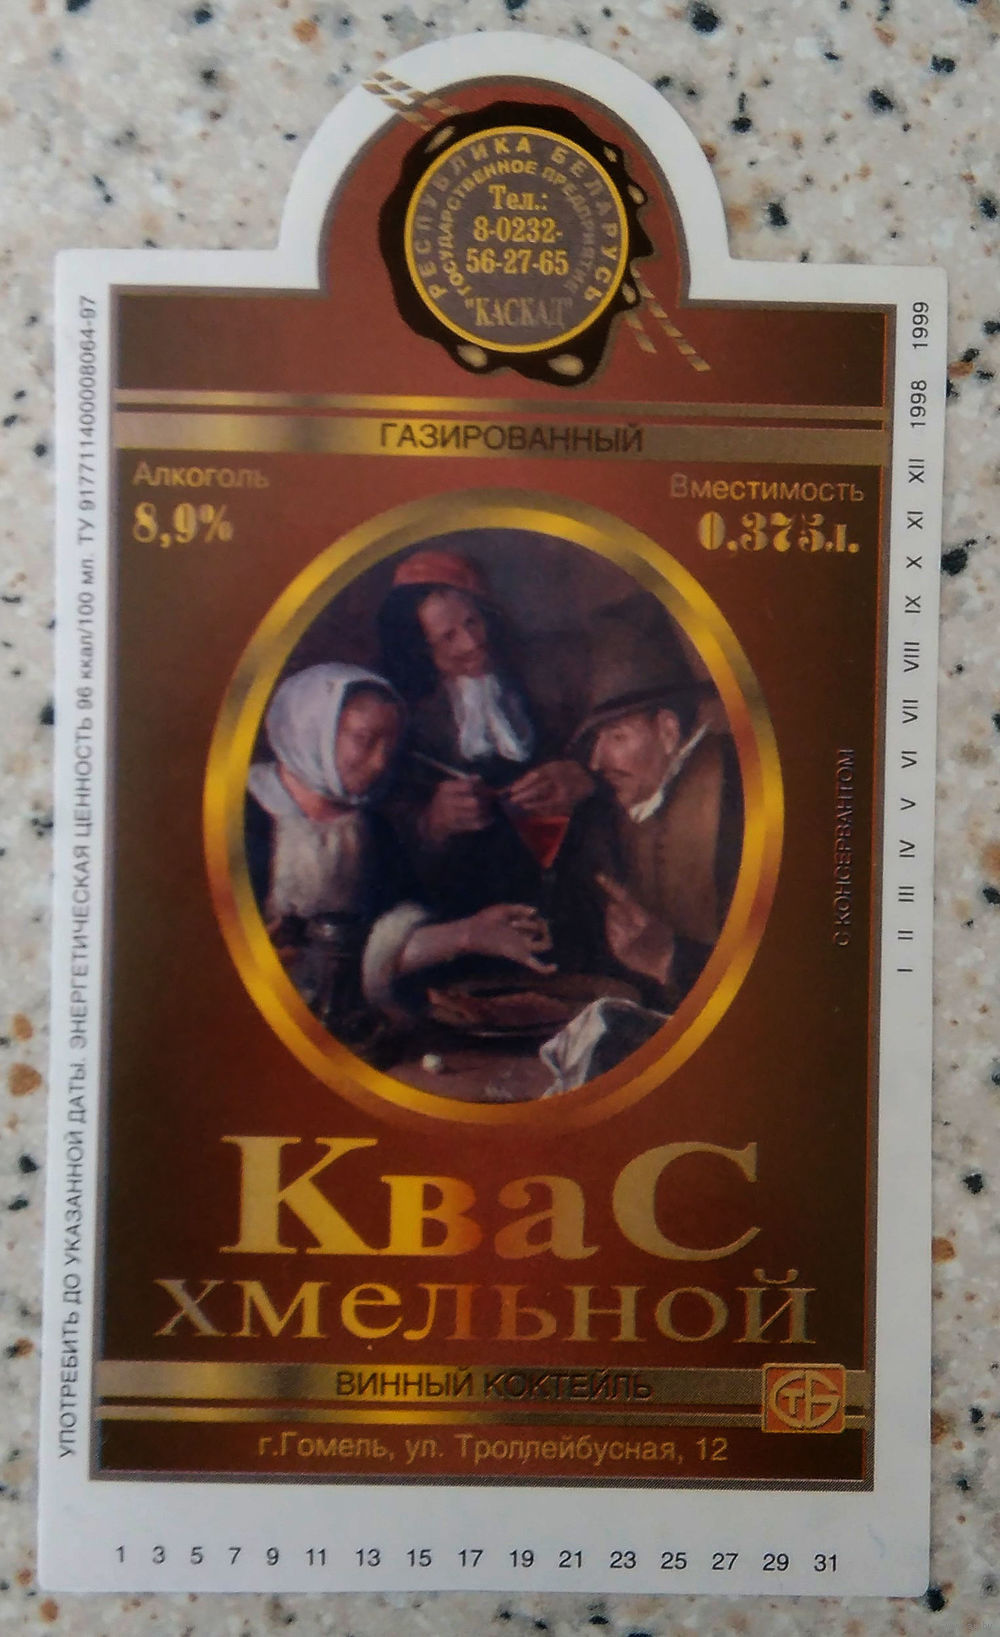 РЕСПУБЛИКА БЕЛАРУСЬ
ГОСУДАРСТВЕННОЕ ПРЕДПРИЯТИЕ
Тел.:
8-0232-
56-27-65
"КАСКАД"
ГАЗИРОВАННЫЙ
Алкоголь
8,9%
Вместимость
0,375л.
С КОНСЕРВАНТОМ
КваС
хмельной
ВИННЫЙ КОКТЕЙЛЬ
СТБ
г.Гомель, ул. Троллейбусная, 12
УПОТРЕБИТЬ ДО УКАЗАННОЙ ДАТЫ. ЭНЕРГЕТИЧЕСКАЯ ЦЕННОСТЬ 96 ккал/100 мл. ТУ 917711400008064-97
I II III IV V VI VII VIII IX X XI XII 1998 1999
1 3 5 7 9 11 13 15 17 19 21 23 25 27 29 31